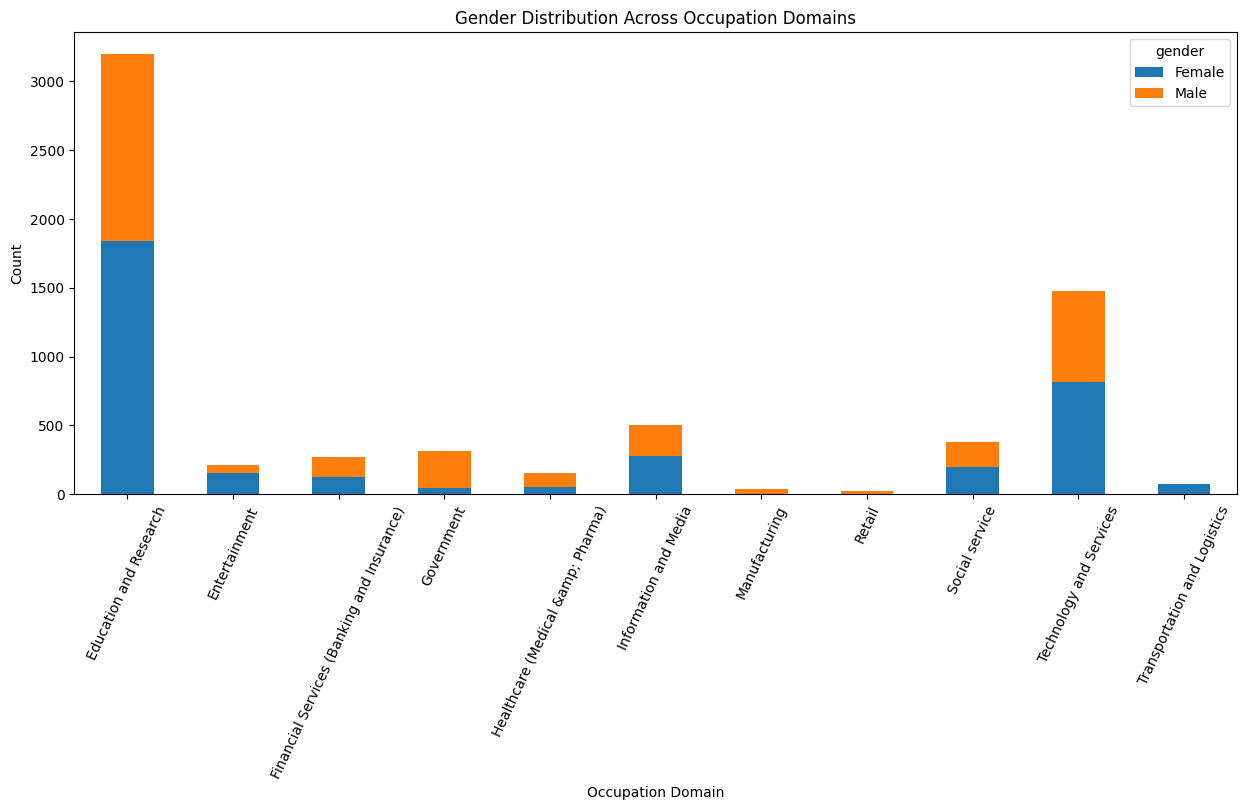 Gender Distribution Across Occupation Domains
gender
Female
Male
Count
3000
2500
2000
1500
1000
500
0
Education and Research
Entertainment
Financial Services (Banking and Insurance)
Government
Healthcare (Medical &amp; Pharma)
Information and Media
Manufacturing
Retail
Social service
Technology and Services
Transportation and Logistics
Occupation Domain